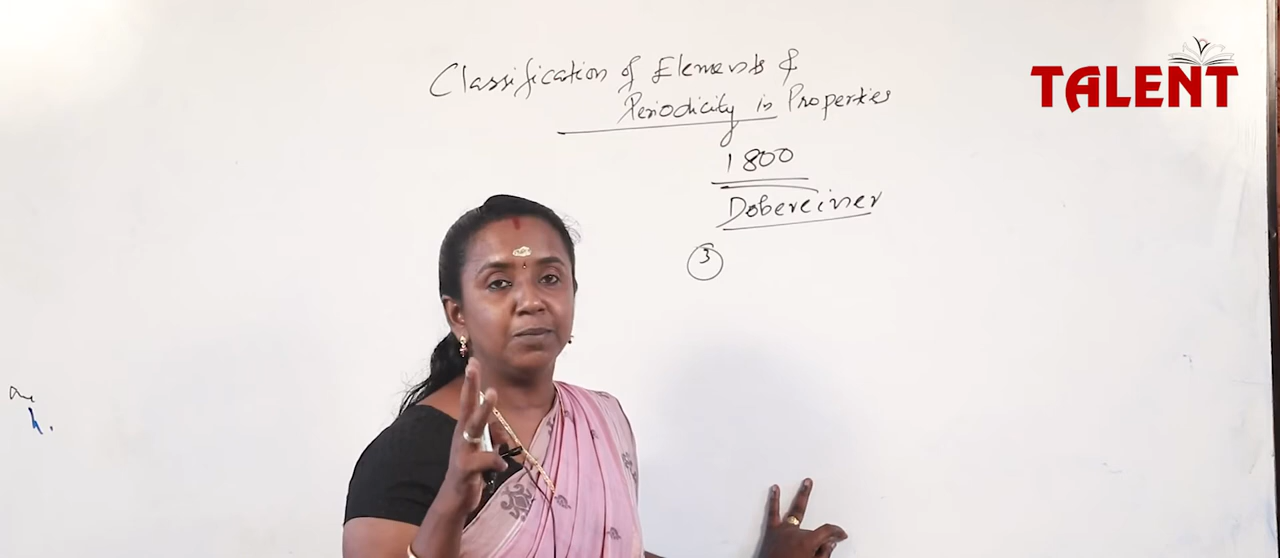 Classification of Elements &
Periodicity in Properties
1800
Dobereiner
3
TALENT
h.